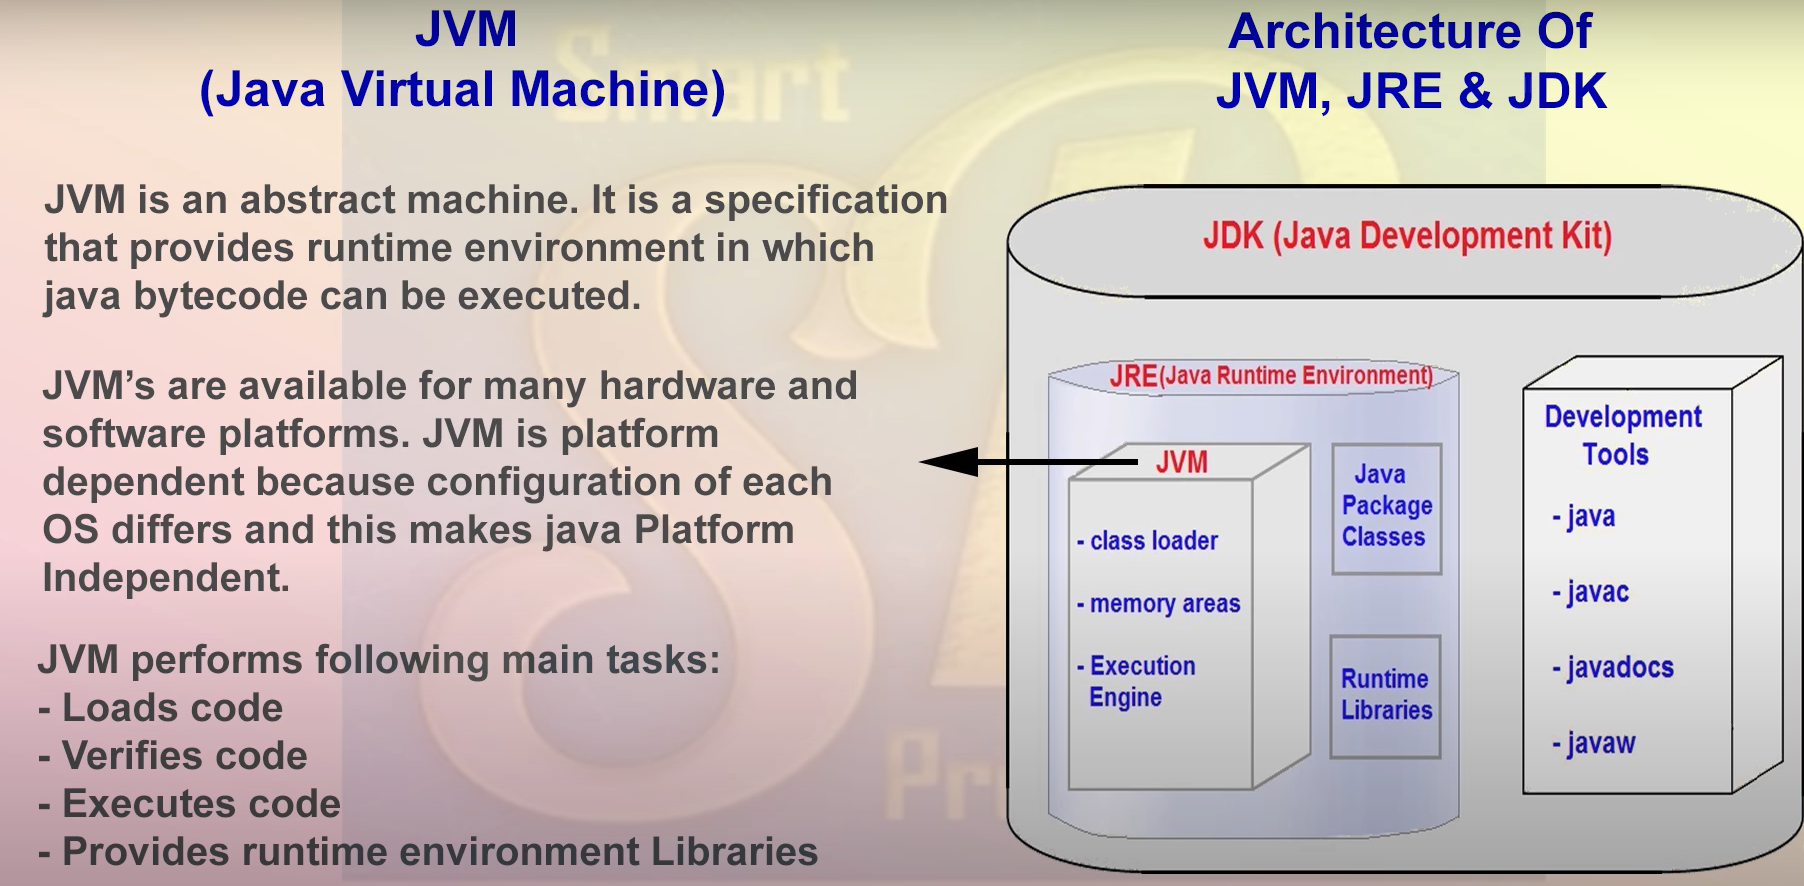 JVM
(Java Virtual Machine)
JVM is an abstract machine. It is a specification
that provides runtime environment in which
java bytecode can be executed.
JVM's are available for many hardware and
software platforms. JVM is platform
dependent because configuration of each
OS differs and this makes java Platform
Independent.
JVM performs following main tasks:
- Loads code
- Verifies code
- Executes code
- Provides runtime environment Libraries
Architecture Of
JVM, JRE & JDK
JDK (Java Development Kit)
JRE(Java Runtime Environment)
JVM
- class loader
- memory areas
- Execution
Engine
Java
Package
Classes
Runtime
Libraries
Development
Tools
- java
- javac
- javadocs
- javaw
Smart